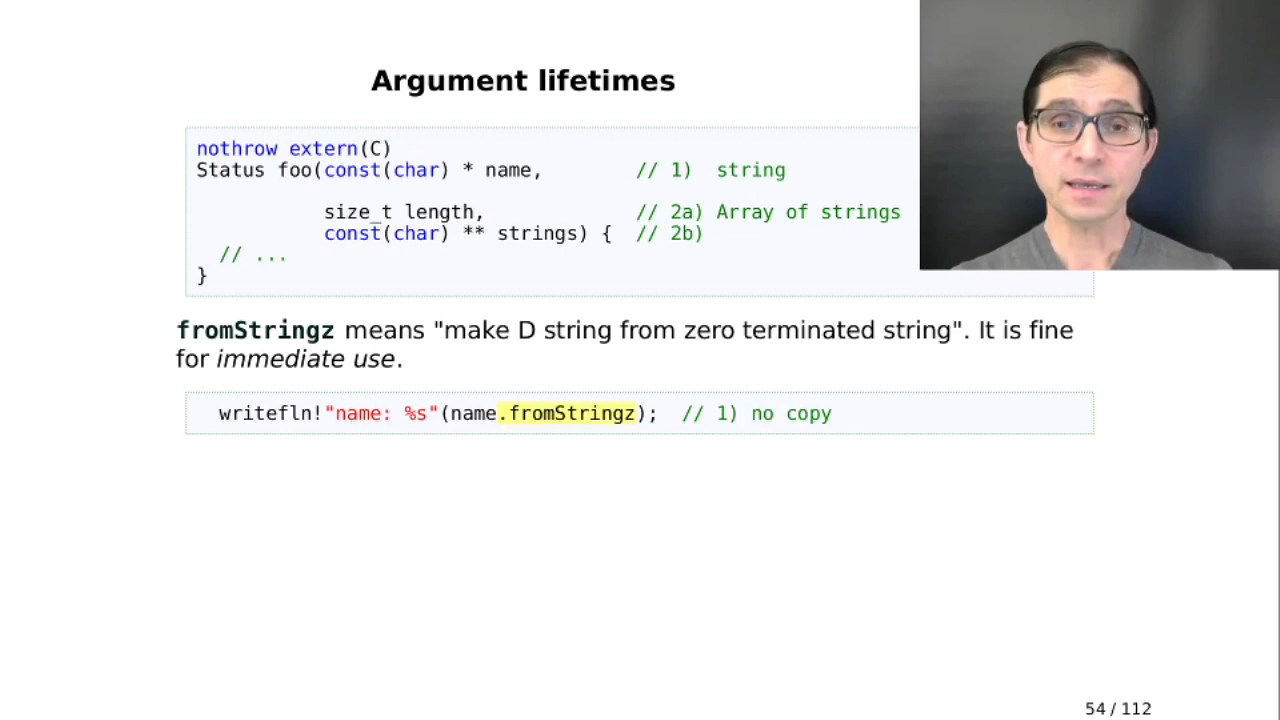 Argument lifetimes
nothrow extern(C)
Status foo(const(char) * name,        // 1)  string
           size_t length,             // 2a) Array of strings
           const(char) ** strings) {  // 2b)
  // ...
}
fromStringz means "make D string from zero terminated string". It is fine
for immediate use.
writefln!"name: %s"(name.fromStringz);  // 1) no copy
54 / 112